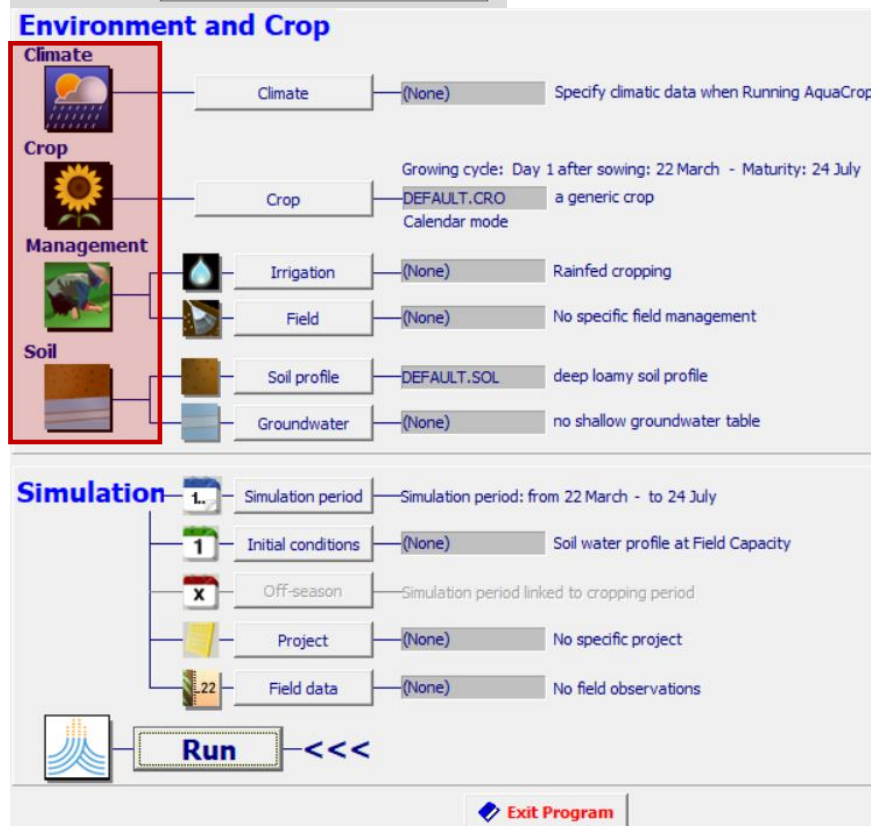 Environment and Crop
Climate
Climate (None) Specify climatic data when Running AquaCrop
Crop
Growing cycle: Day 1 after sowing: 22 March - Maturity: 24 July
Crop DEFAULT.CRO a generic crop
Calendar mode
Management
Irrigation (None) Rainfed cropping
Field (None) No specific field management
Soil
Soil profile DEFAULT.SOL deep loamy soil profile
Groundwater (None) no shallow groundwater table
Simulation 1.. Simulation period Simulation period: from 22 March - to 24 July
1 Initial conditions (None) Soil water profile at Field Capacity
X Off-season Simulation period linked to cropping period
Project (None) No specific project
..22 Field data (None) No field observations
Run <<<
Exit Program